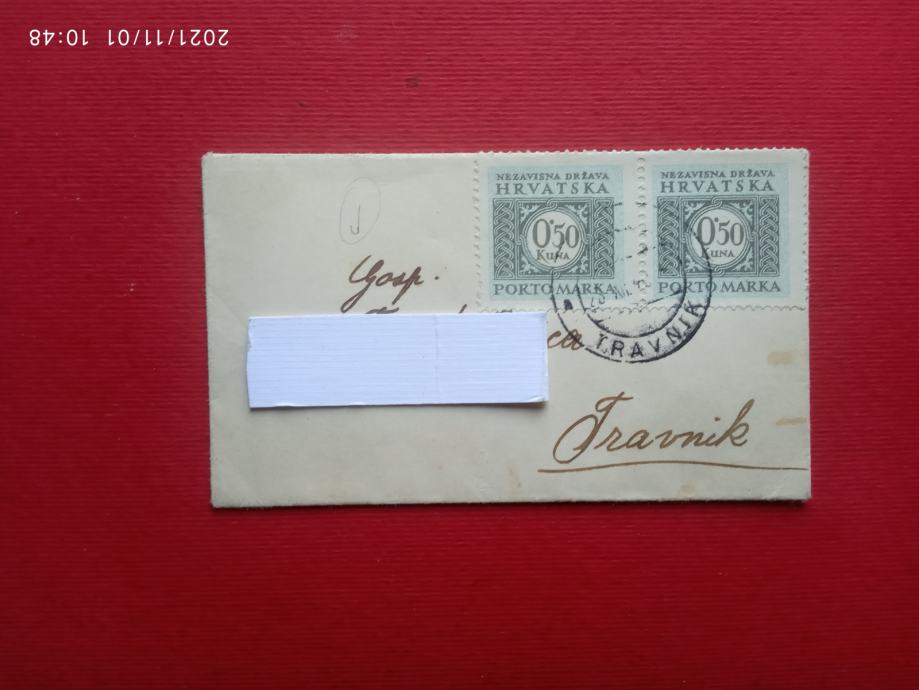 2021/11/01 10:48
NEZAVISNA DRŽAVA
HRVATSKA
0·50
KUNA
PORTO MARKA
NEZAVISNA DRŽAVA
HRVATSKA
0·50
KUNA
PORTO MARKA
TRAVNIK
Gosp.
Travnik